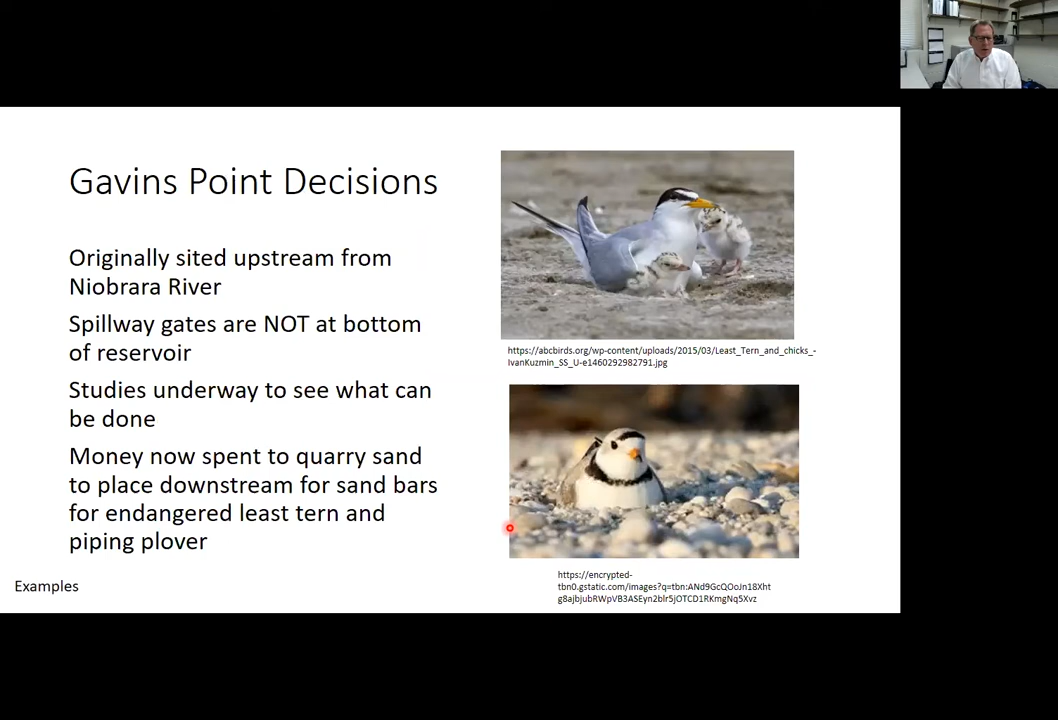 Gavins Point Decisions
Originally sited upstream from
Niobrara River
Spillway gates are NOT at bottom
of reservoir
Studies underway to see what can
be done
Money now spent to quarry sand
to place downstream for sand bars
for endangered least tern and
piping plover
Examples
https://abcbirds.org/wp-content/uploads/2015/03/Least_Tern_and_chicks_-
IvanKuzmin_SS_U-e1460292982791.jpg
https://encrypted-
tbn0.gstatic.com/images?q=tbn:ANd9GcQOoJn18Xht
g8ajbjubRWpVB3ASEyn2blr5jOTCD1RKmgNq5Xvz